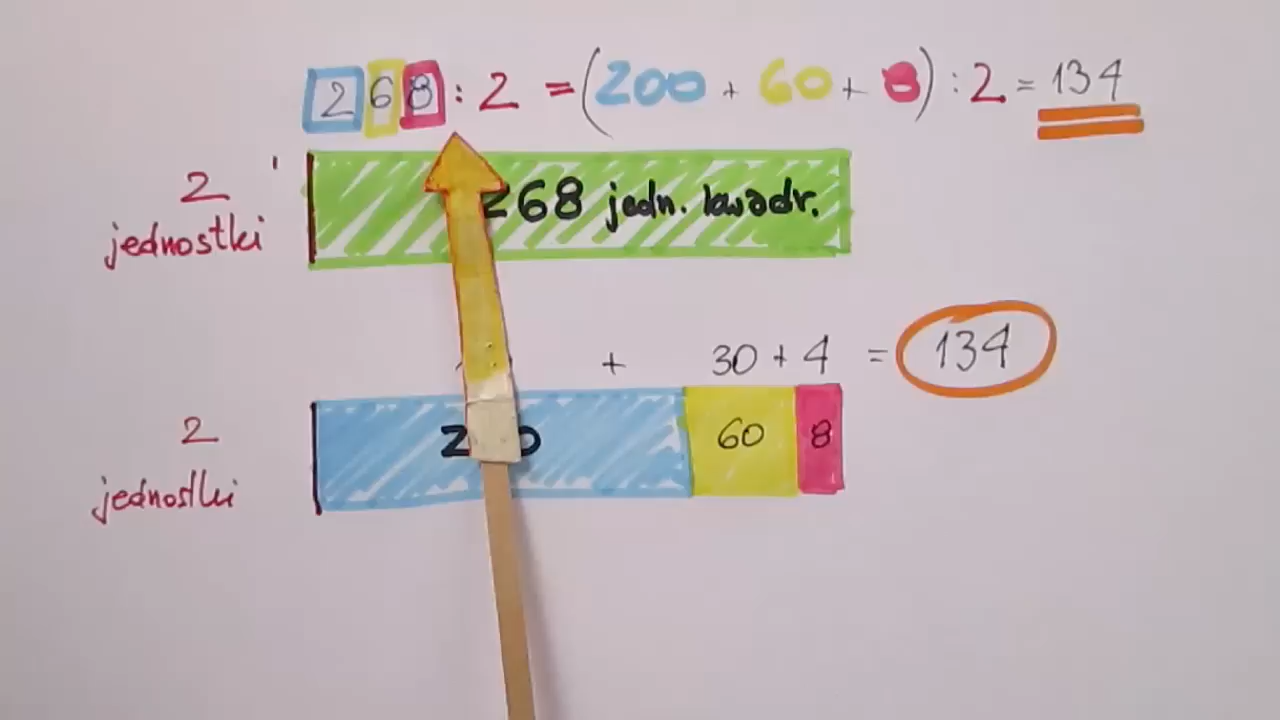 268 : 2 = (200 + 60 + 8) : 2 = 134
2
jednostki
268 jedn. kwadr.
+ 30 + 4 = 134
2
jednostki
60 8